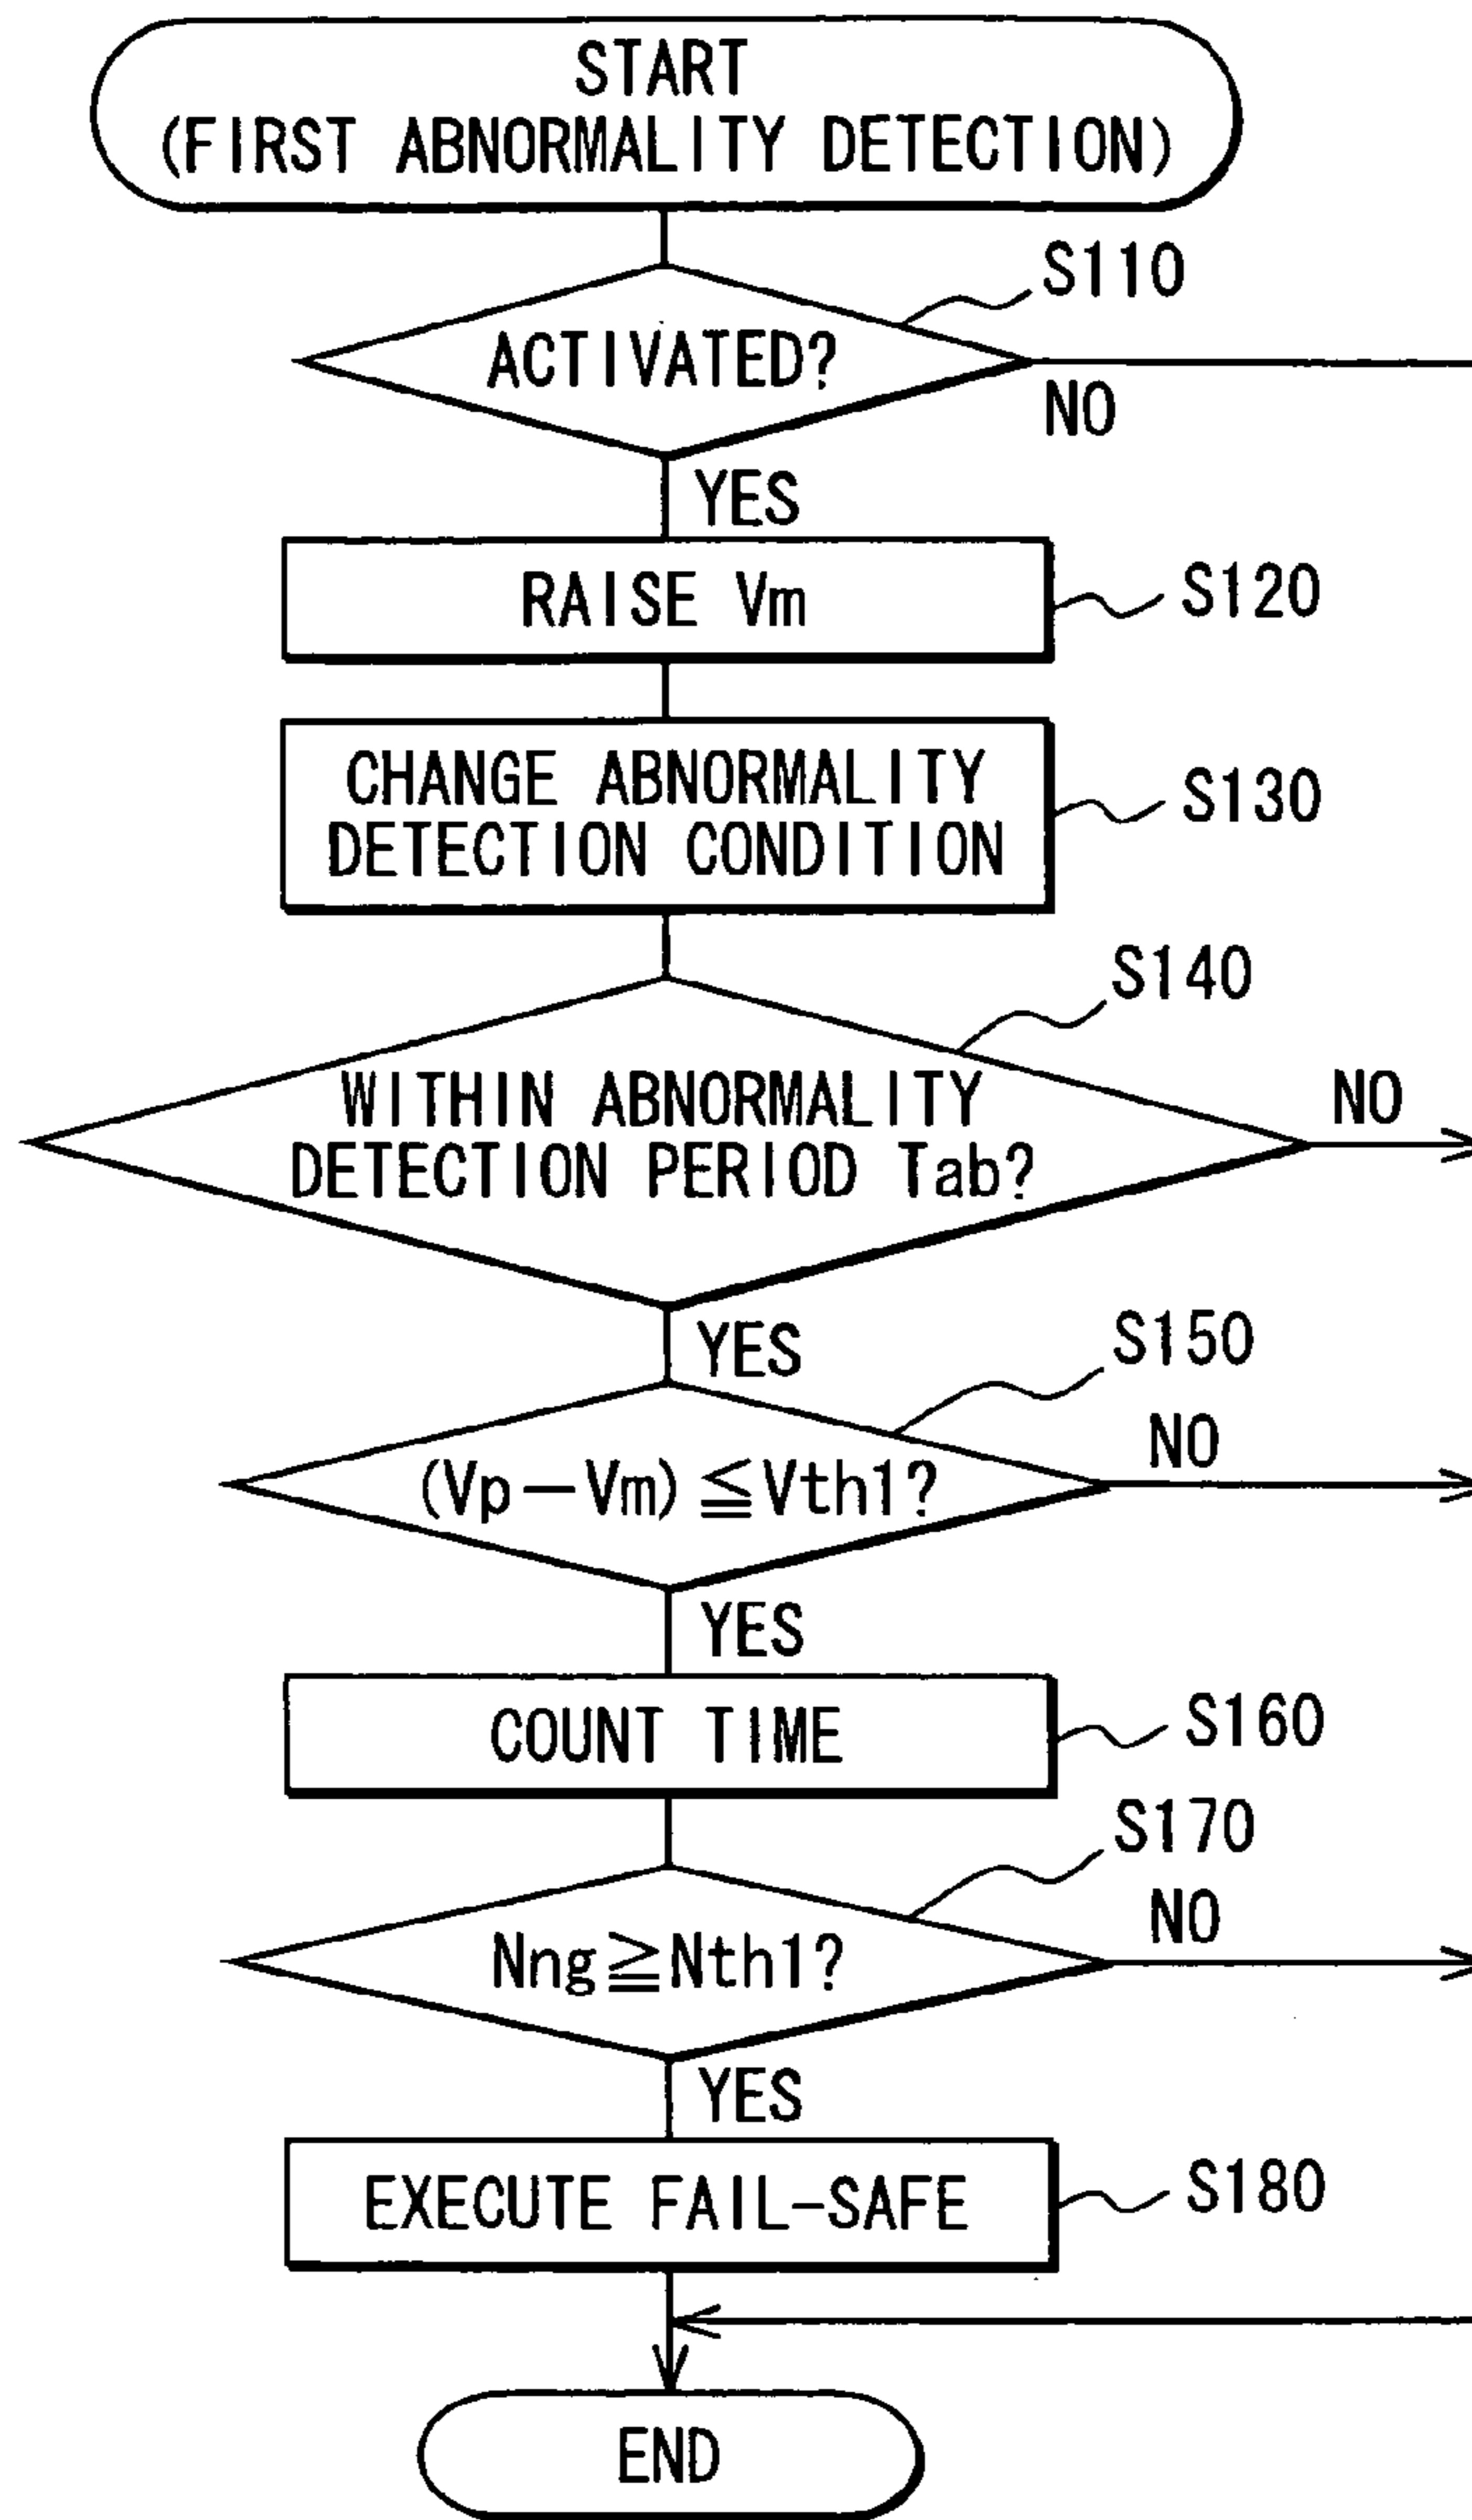 START
(FIRST ABNORMALITY DETECTION)
S110
ACTIVATED?
NO
YES
RAISE Vm
S120
CHANGE ABNORMALITY
DETECTION CONDITION
S130
S140
WITHIN ABNORMALITY
DETECTION PERIOD Tab?
NO
YES
S150
(Vp-Vm)≦Vth1?
NO
YES
COUNT TIME
S160
S170
Nng≧Nth1?
NO
YES
EXECUTE FAIL-SAFE
S180
END